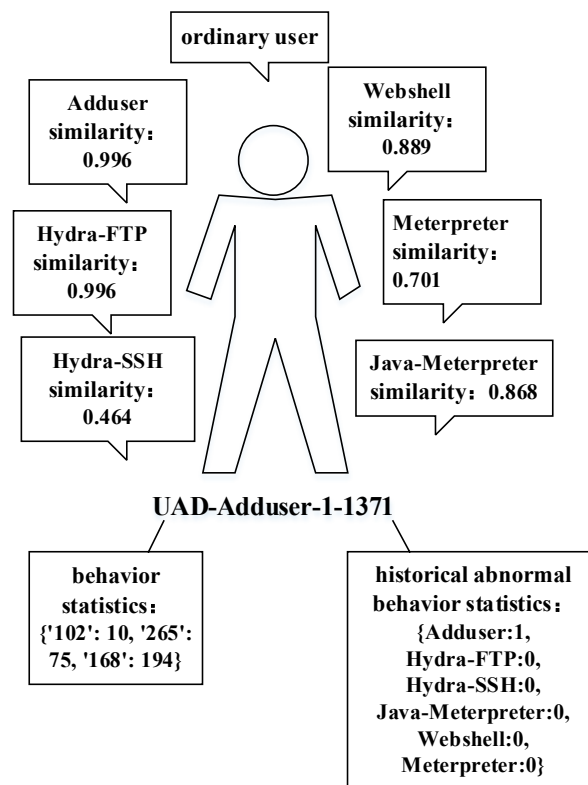 ordinary user
Adduser
similarity：
0.996
Webshell
similarity：
0.889
Hydra-FTP
similarity：
0.996
Meterpreter
similarity：
0.701
Hydra-SSH
similarity：
0.464
Java-Meterpreter
similarity：0.868
UAD-Adduser-1-1371
behavior
statistics：
{'102': 10, '265':
75, '168': 194}
historical abnormal
behavior statistics：
{Adduser:1,
Hydra-FTP:0,
Hydra-SSH:0,
Java-Meterpreter:0,
Webshell:0,
Meterpreter:0}